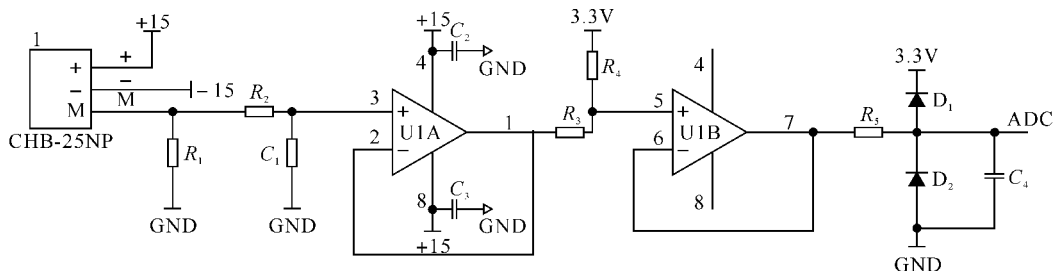 1
+15
+
-
M
+
-
M
-15
CHB-25NP
R1
GND
R2
C1
GND
+15
C2
GND
4
3
2
+
-
U1A
1
8
C3
GND
+15
3.3V
R4
R3
4
5
6
+
-
U1B
7
8
R5
3.3V
D1
ADC
D2
C4
GND